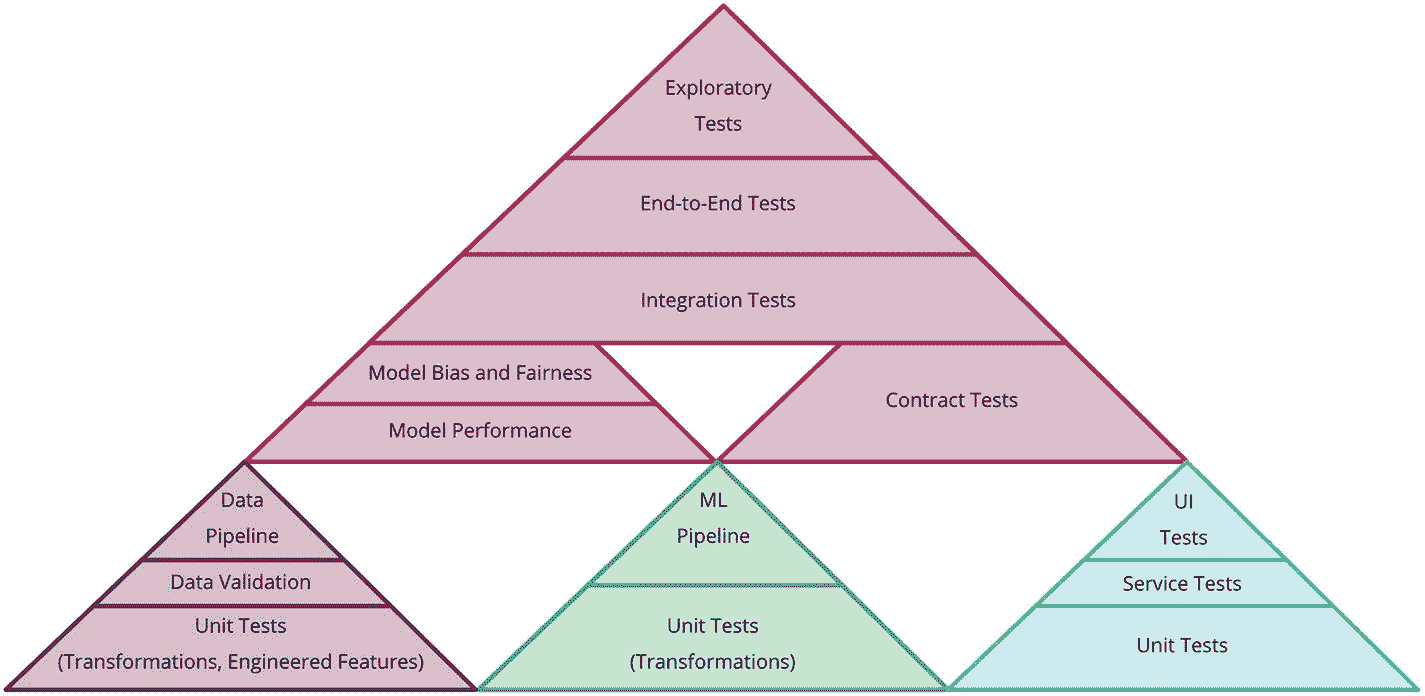 Exploratory
Tests
End-to-End Tests
Integration Tests
Model Bias and Fairness
Model Performance
Contract Tests
Data
Pipeline
Data Validation
Unit Tests
(Transformations, Engineered Features)
ML
Pipeline
Unit Tests
(Transformations)
UI
Tests
Service Tests
Unit Tests